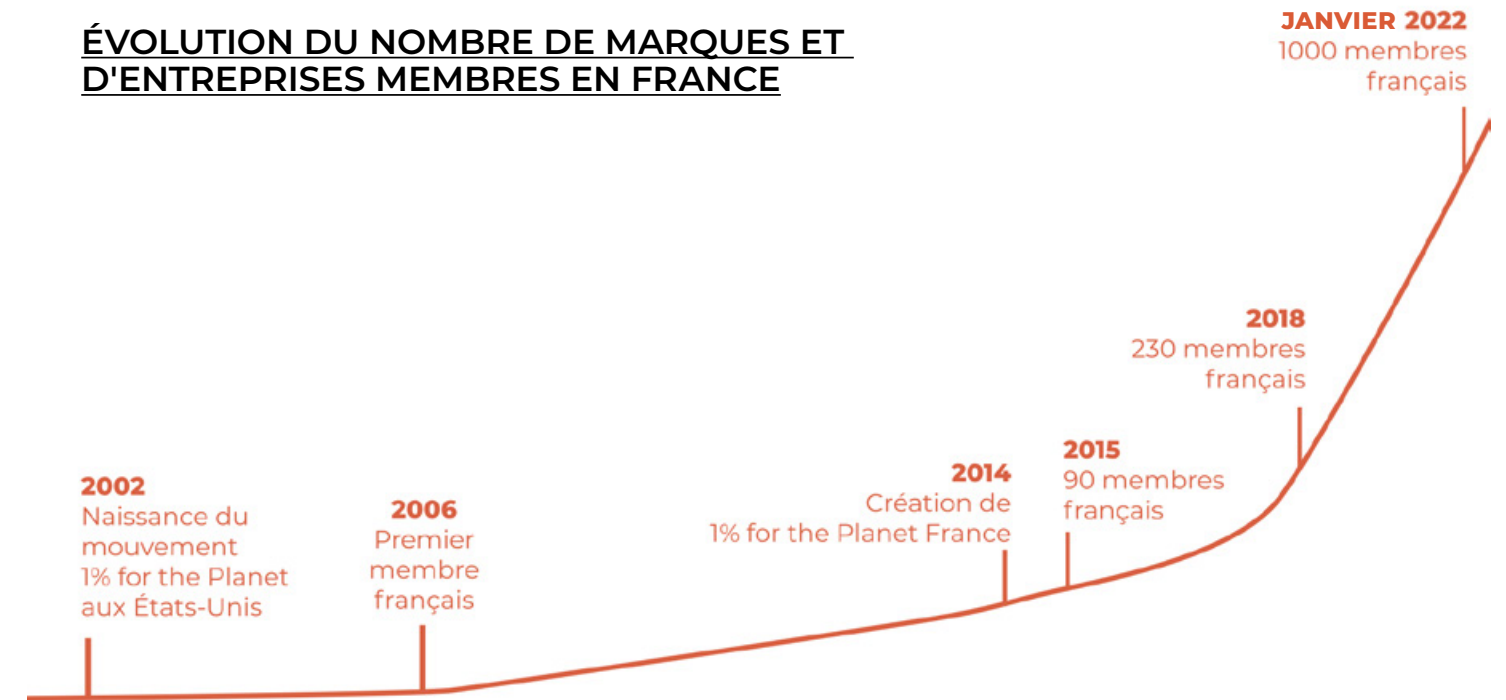 ÉVOLUTION DU NOMBRE DE MARQUES ET
D'ENTREPRISES MEMBRES EN FRANCE
2002
Naissance du
mouvement
1% for the Planet
aux États-Unis
2006
Premier
membre
français
2014
Création de
1% for the Planet France
2015
90 membres
français
2018
230 membres
français
JANVIER 2022
1000 membres
français